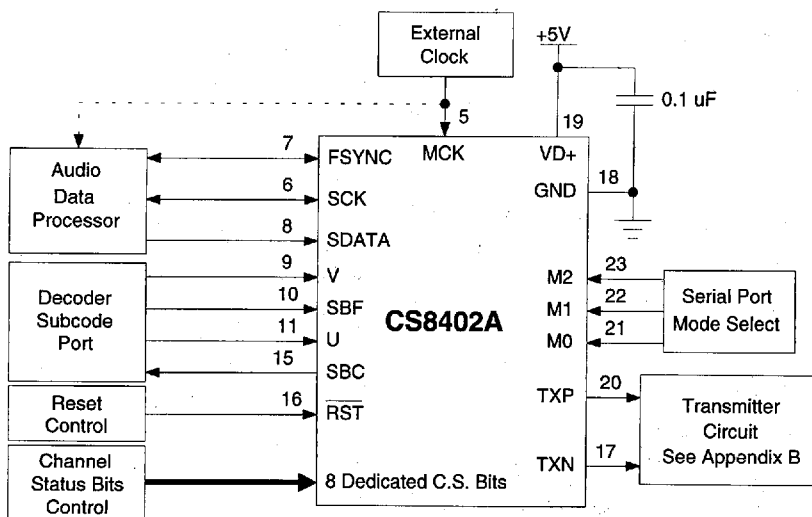 External
Clock
+5V
0.1 uF
5
19
MCK
VD+
Audio
Data
Processor
7
FSYNC
6
SCK
8
SDATA
18
GND
Decoder
Subcode
Port
9
V
10
SBF
11
U
15
SBC
CS8402A
M2
23
M1
22
M0
21
Serial Port
Mode Select
Reset
Control
16
RST
TXP
20
TXN
17
Transmitter
Circuit
See Appendix B
Channel
Status Bits
Control
8 Dedicated C.S. Bits